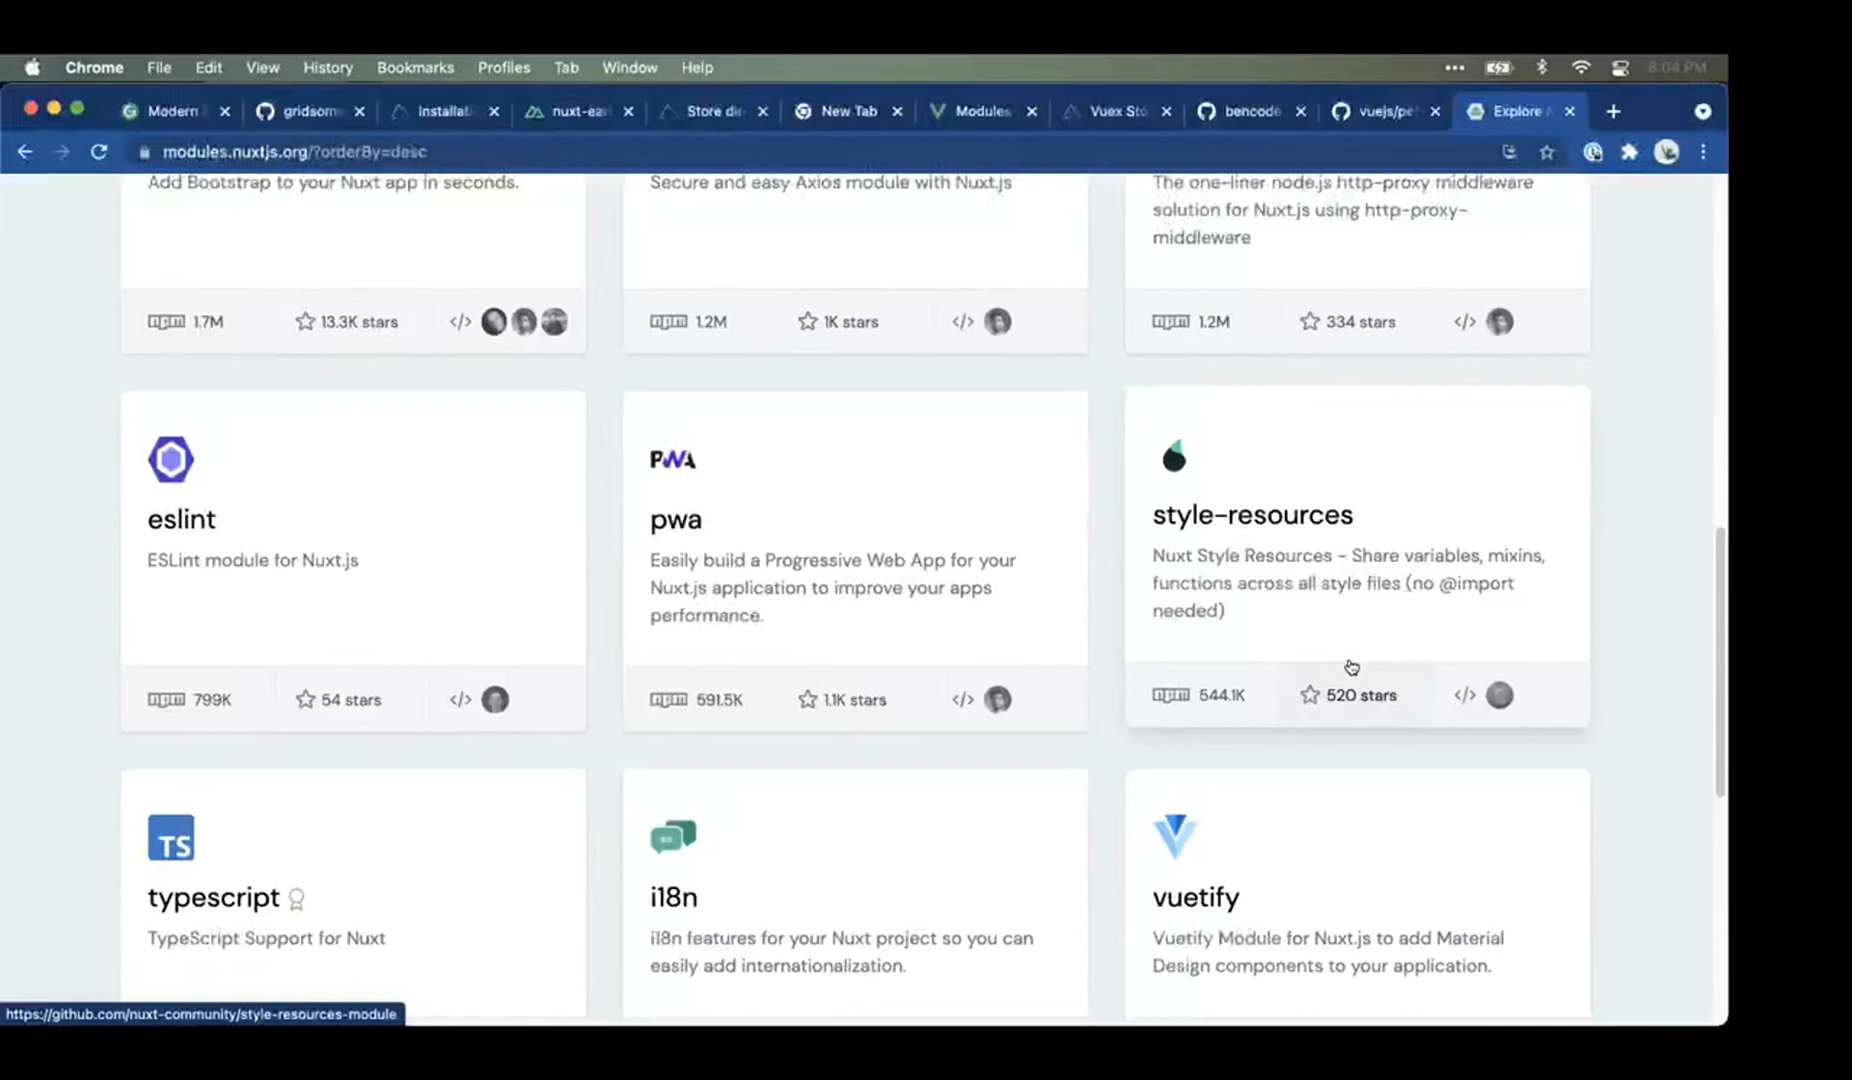 Chrome File Edit View History Bookmarks Profiles Tab Window Help 8:04 PM
Modern gridsom Installat nuxt-eas Store dir New Tab Modules Vuex Sto bencode vuejs/pe Explore
modules.nuxtjs.org/?orderBy=desc
Add Bootstrap to your Nuxt app in seconds.
1.7M 13.3K stars </>
Secure and easy Axios module with Nuxt.js
1.2M 1K stars </>
The one-liner node.js http-proxy middleware
solution for Nuxt.js using http-proxy-
middleware
1.2M 334 stars </>
eslint
ESLint module for Nuxt.js
799K 54 stars </>
PWA
pwa
Easily build a Progressive Web App for your
Nuxt.js application to improve your apps
performance.
591.5K 1.1K stars </>
style-resources
Nuxt Style Resources - Share variables, mixins,
functions across all style files (no @import
needed)
544.1K 520 stars </>
TS
typescript
TypeScript Support for Nuxt
i18n
i18n features for your Nuxt project so you can
easily add internationalization.
vuetify
Vuetify Module for Nuxt.js to add Material
Design components to your application.
https://github.com/nuxt-community/style-resources-module